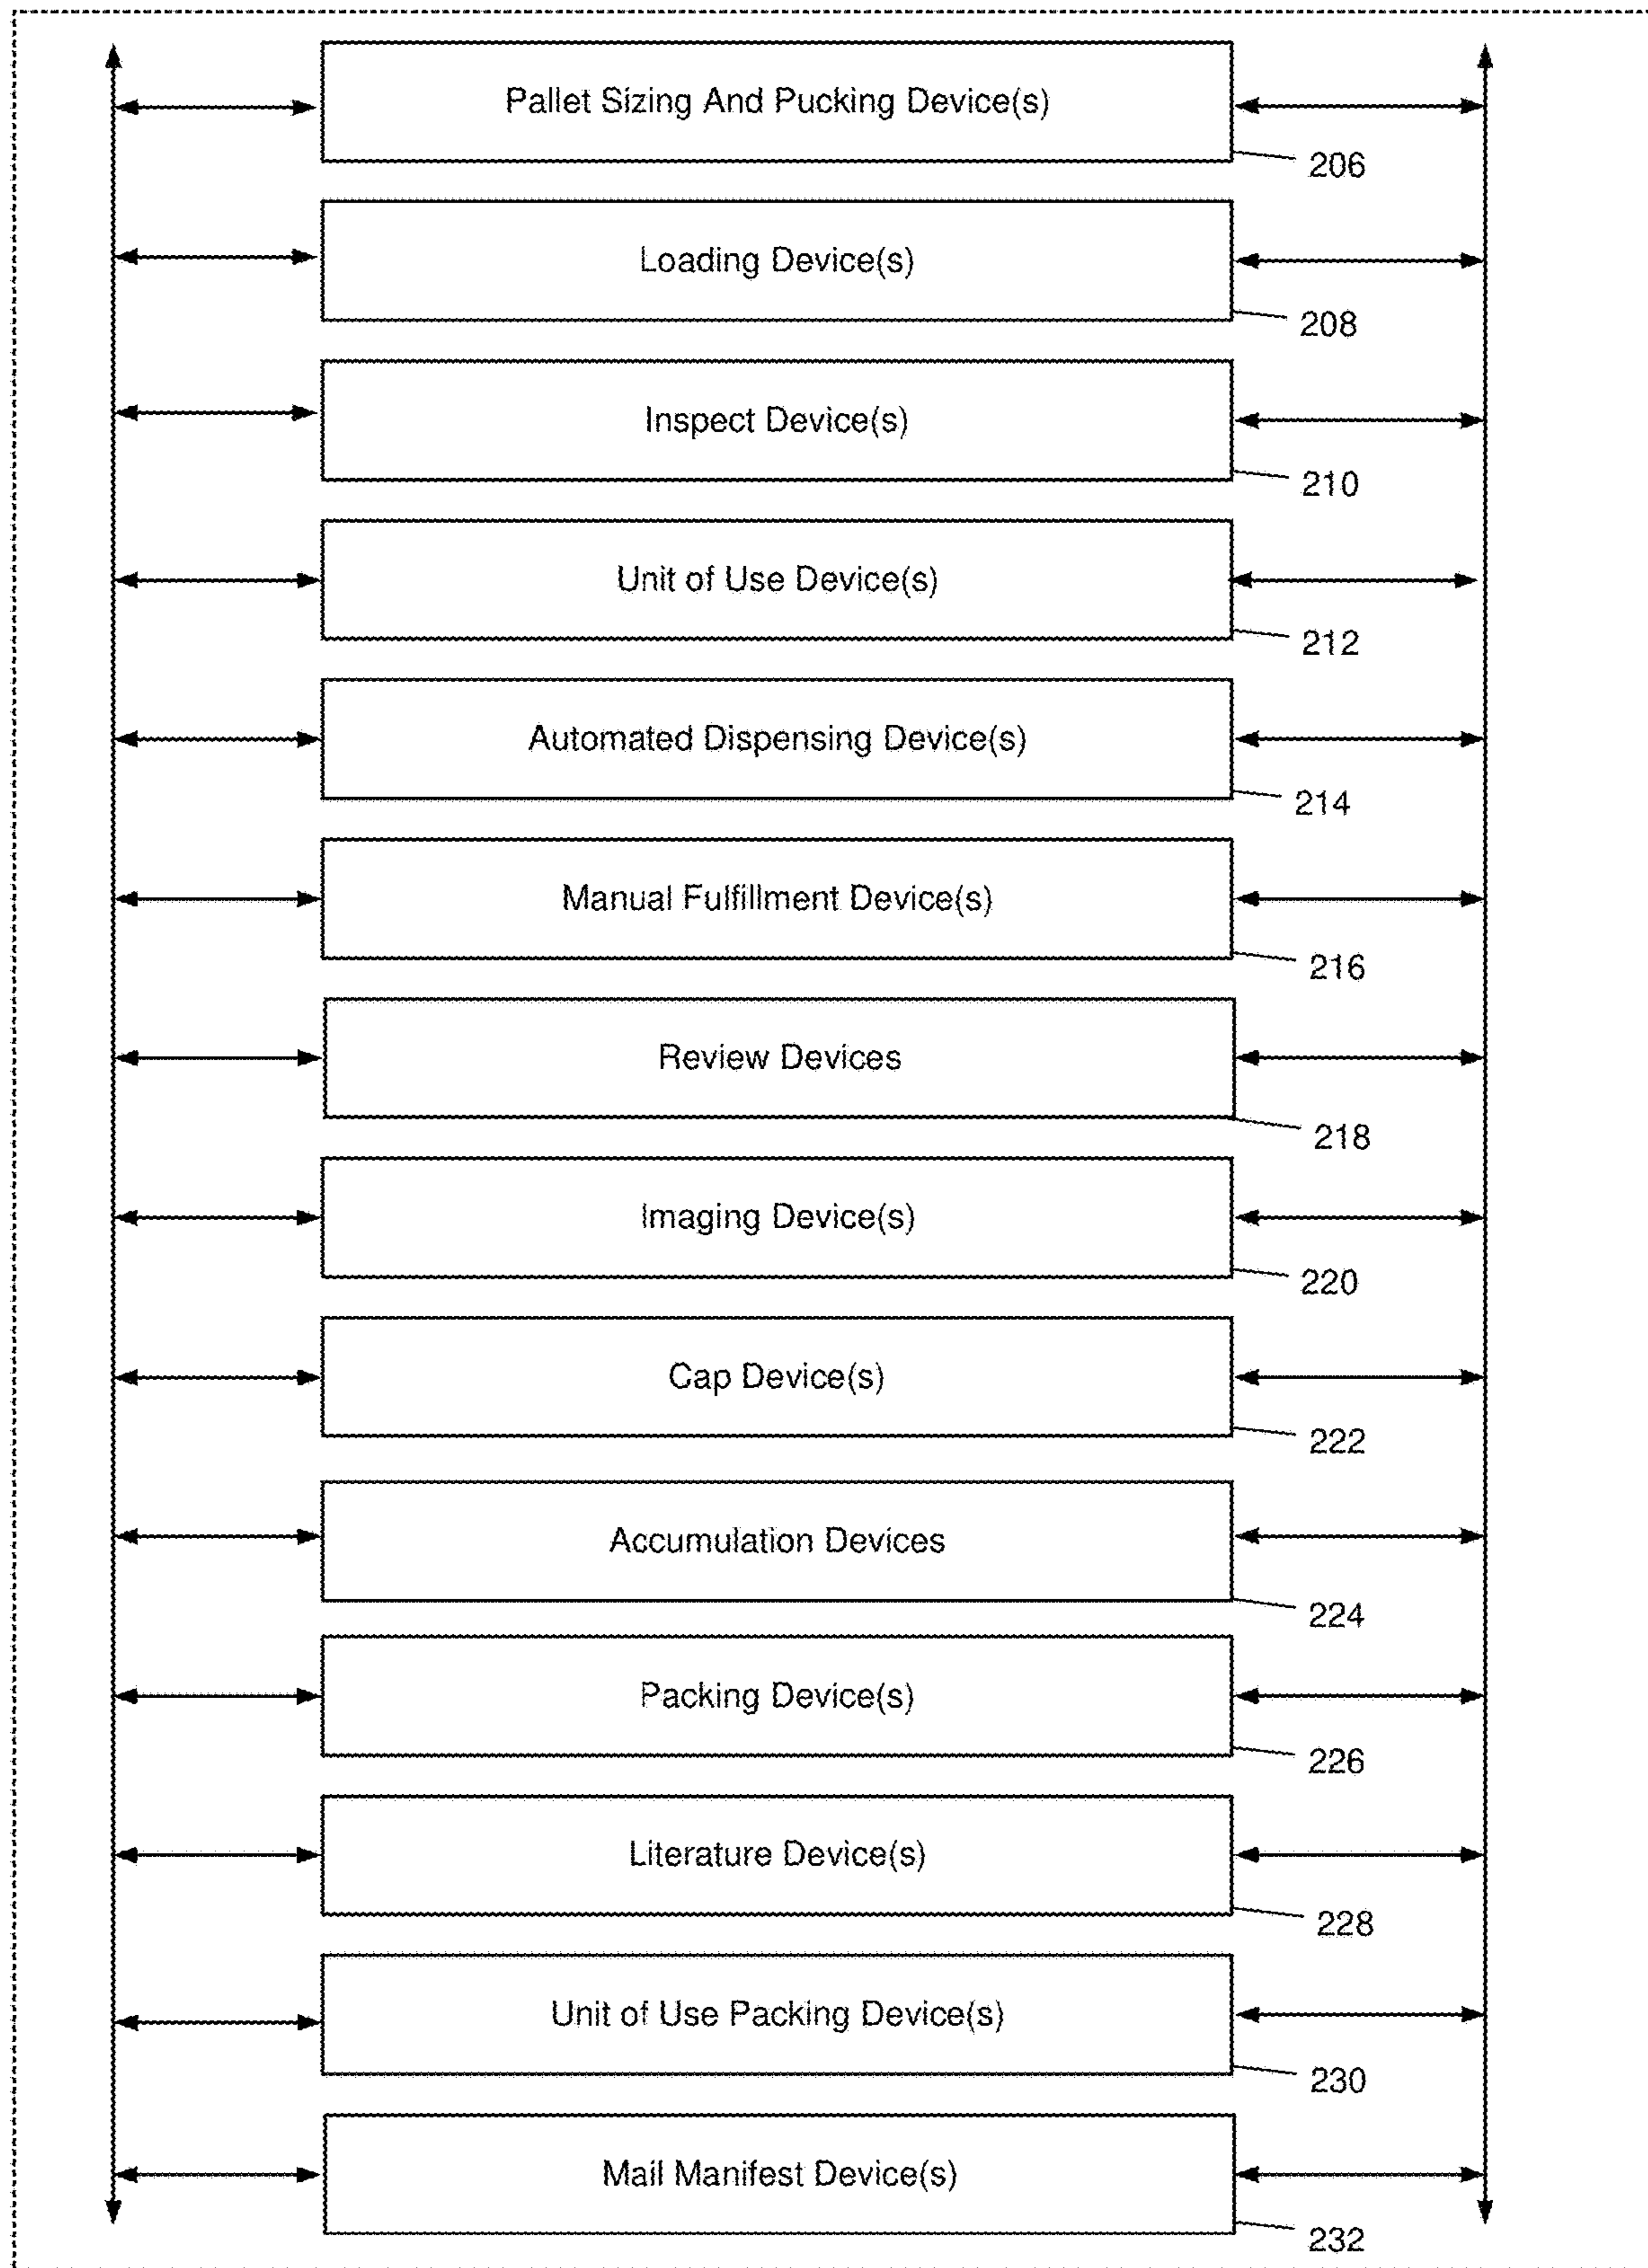 Pallet Sizing And Pucking Device(s)
206
Loading Device(s)
208
Inspect Device(s)
210
Unit of Use Device(s)
212
Automated Dispensing Device(s)
214
Manual Fulfillment Device(s)
216
Review Devices
218
Imaging Device(s)
220
Cap Device(s)
222
Accumulation Devices
224
Packing Device(s)
226
Literature Device(s)
228
Unit of Use Packing Device(s)
230
Mail Manifest Device(s)
232